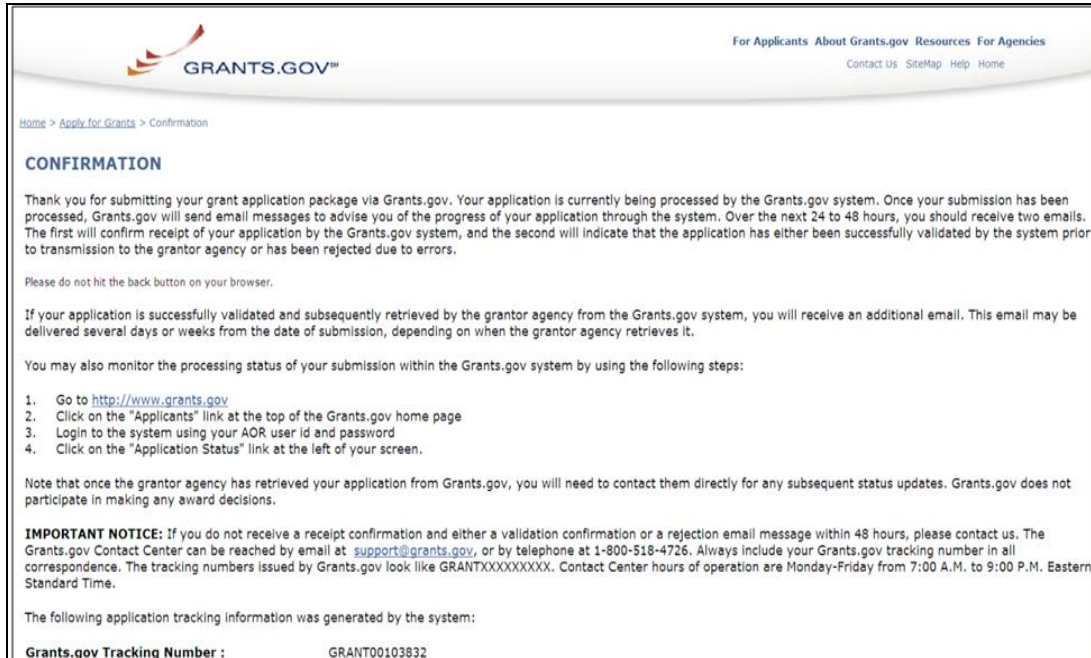 GRANTS.GOV℠
For Applicants About Grants.gov Resources For Agencies
Contact Us SiteMap Help Home
Home > Apply for Grants > Confirmation
CONFIRMATION
Thank you for submitting your grant application package via Grants.gov. Your application is currently being processed by the Grants.gov system. Once your submission has been
processed, Grants.gov will send email messages to advise you of the progress of your application through the system. Over the next 24 to 48 hours, you should receive two emails.
The first will confirm receipt of your application by the Grants.gov system, and the second will indicate that the application has either been successfully validated by the system prior
to transmission to the grantor agency or has been rejected due to errors.
Please do not hit the back button on your browser.
If your application is successfully validated and subsequently retrieved by the grantor agency from the Grants.gov system, you will receive an additional email. This email may be
delivered several days or weeks from the date of submission, depending on when the grantor agency retrieves it.
You may also monitor the processing status of your submission within the Grants.gov system by using the following steps:
1. Go to http://www.grants.gov
2. Click on the "Applicants" link at the top of the Grants.gov home page
3. Login to the system using your AOR user id and password
4. Click on the "Application Status" link at the left of your screen.
Note that once the grantor agency has retrieved your application from Grants.gov, you will need to contact them directly for any subsequent status updates. Grants.gov does not
participate in making any award decisions.
IMPORTANT NOTICE: If you do not receive a receipt confirmation and either a validation confirmation or a rejection email message within 48 hours, please contact us. The
Grants.gov Contact Center can be reached by email at support@grants.gov, or by telephone at 1-800-518-4726. Always include your Grants.gov tracking number in all
correspondence. The tracking numbers issued by Grants.gov look like GRANTXXXXXXXXX. Contact Center hours of operation are Monday-Friday from 7:00 A.M. to 9:00 P.M. Eastern
Standard Time.
The following application tracking information was generated by the system:
Grants.gov Tracking Number : GRANT00103832